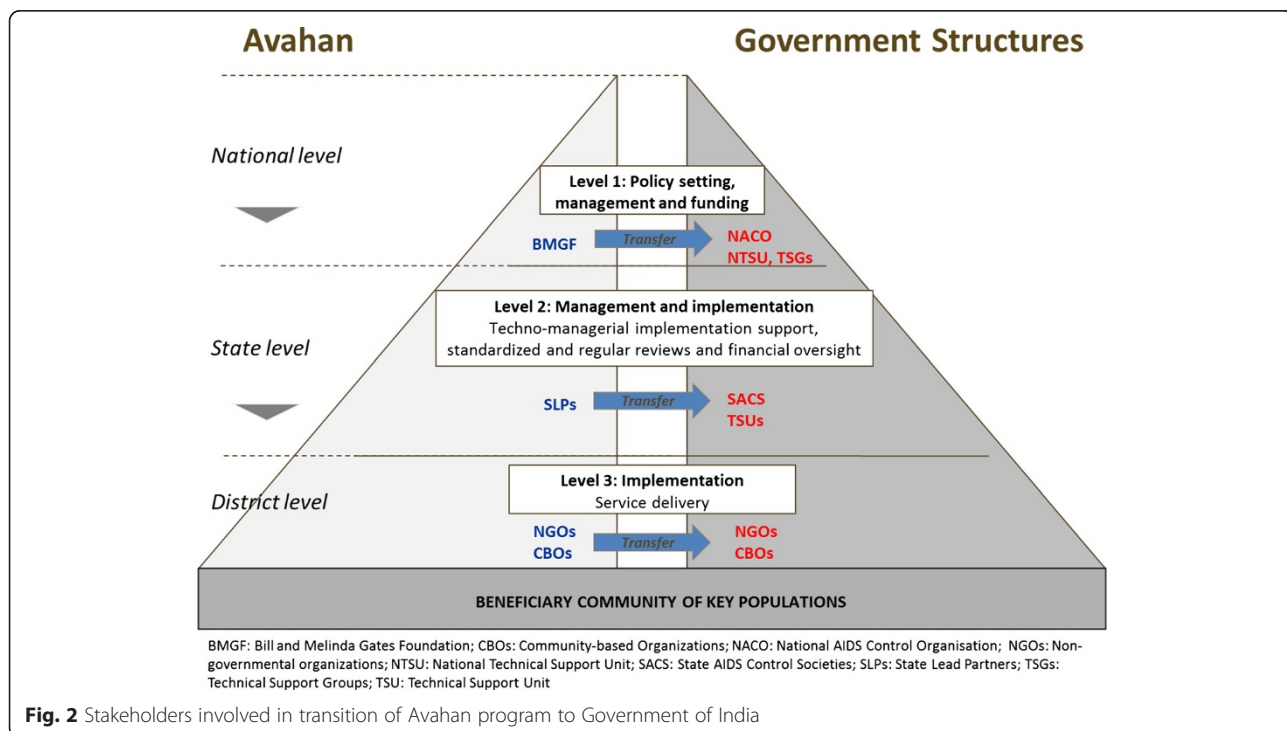 Avahan
Government Structures
National level
Level 1: Policy setting,
management and funding
BMGF
Transfer
NACO
NTSU, TSGs
State level
Level 2: Management and implementation
Techno-managerial implementation support,
standardized and regular reviews and financial oversight
SLPs
Transfer
SACS
TSUs
District level
Level 3: Implementation
Service delivery
NGOs
CBOs
Transfer
NGOs
CBOs
BENEFICIARY COMMUNITY OF KEY POPULATIONS
BMGF: Bill and Melinda Gates Foundation; CBOs: Community-based Organizations; NACO: National AIDS Control Organisation; NGOs: Non-
governmental organizations; NTSU: National Technical Support Unit; SACS: State AIDS Control Societies; SLPs: State Lead Partners; TSGs:
Technical Support Groups; TSU: Technical Support Unit
Fig. 2 Stakeholders involved in transition of Avahan program to Government of India